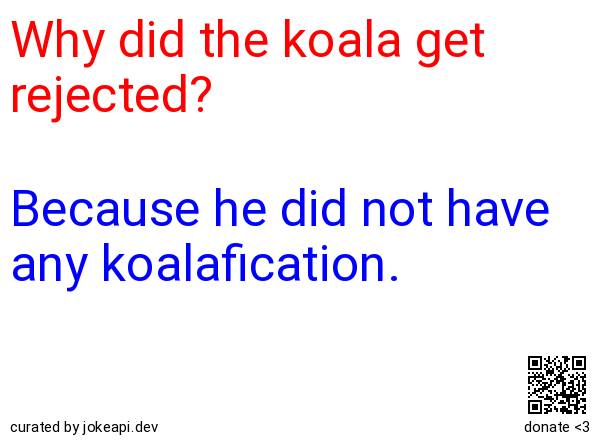 Why did the koala get
rejected?
Because he did not have
any koalafication.
curated by jokeapi.dev
donate <3